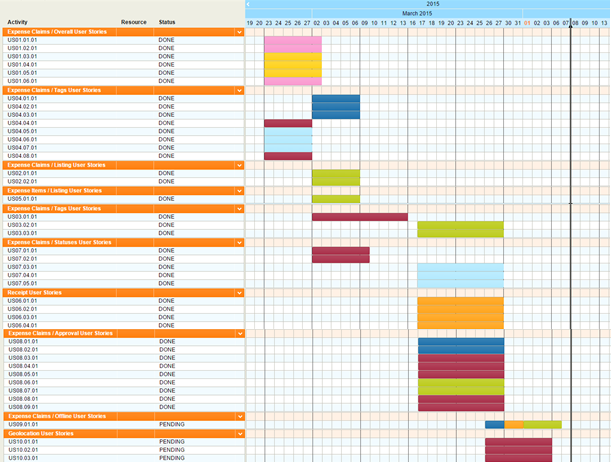 2015
March 2015
Activity Resource Status 19 20 23 24 25 26 27 02 03 04 05 06 09 10 11 12 13 16 17 18 19 20 23 24 25 26 27 30 31 01 02 03 06 07 08 09 10 13
Expense Claims / Overall User Stories
US01.01.01 DONE
US01.02.01 DONE
US01.03.01 DONE
US01.04.01 DONE
US01.05.01 DONE
US01.06.01 DONE
Expense Claims / Tags User Stories
US04.01.01 DONE
US04.02.01 DONE
US04.03.01 DONE
US04.04.01 DONE
US04.05.01 DONE
US04.06.01 DONE
US04.07.01 DONE
US04.08.01 DONE
Expense Claims / Listing User Stories
US02.01.01 DONE
US02.02.01 DONE
Expense Items / Listing User Stories
US05.01.01 DONE
Expense Claims / Tags User Stories
US03.01.01 DONE
US03.02.01 DONE
US03.03.01 DONE
Expense Claims / Statuses User Stories
US07.01.01 DONE
US07.02.01 DONE
US07.03.01 DONE
US07.04.01 DONE
US07.05.01 DONE
Receipt User Stories
US06.01.01 DONE
US06.02.01 DONE
US06.03.01 DONE
US06.04.01 DONE
Expense Claims / Approval User Stories
US08.01.01 DONE
US08.02.01 DONE
US08.03.01 DONE
US08.04.01 DONE
US08.05.01 DONE
US08.06.01 DONE
US08.07.01 DONE
US08.08.01 DONE
US08.09.01 DONE
Expense Claims / Offline User Stories
US09.01.01 PENDING
Geolocation User Stories
US10.01.01 PENDING
US10.02.01 PENDING
US10.03.01 PENDING